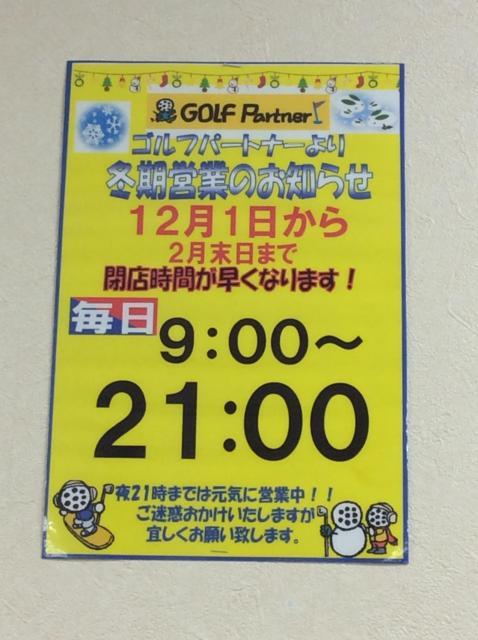 GOLF Partner
ゴルフパートナーより
冬期営業のお知らせ
12月1日から
2月末日まで
閉店時間が早くなります!
毎日
9:00～
21:00
夜21時までは元気に営業中!!
ご迷惑おかけいたしますが
宜しくお願い致します。